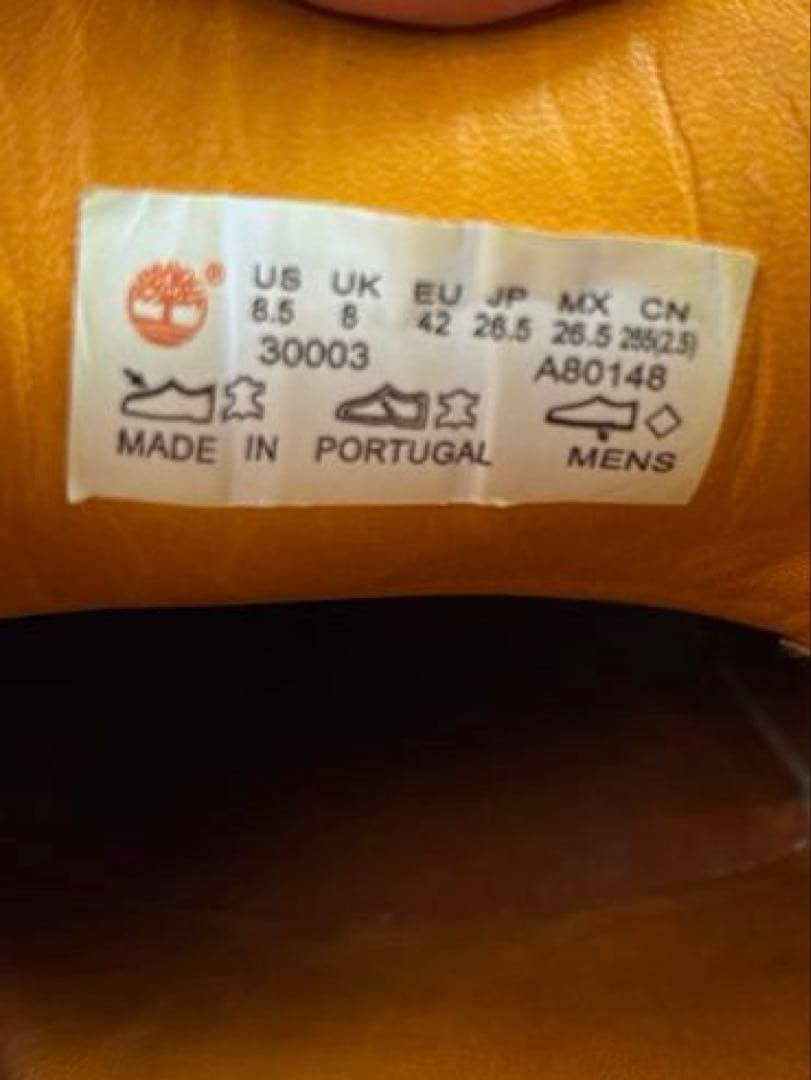 ®
US UK EU JP MX CN
8.5 8 42 26.5 26.5 265(2.5)
30003 A80148
MADE IN PORTUGAL MENS